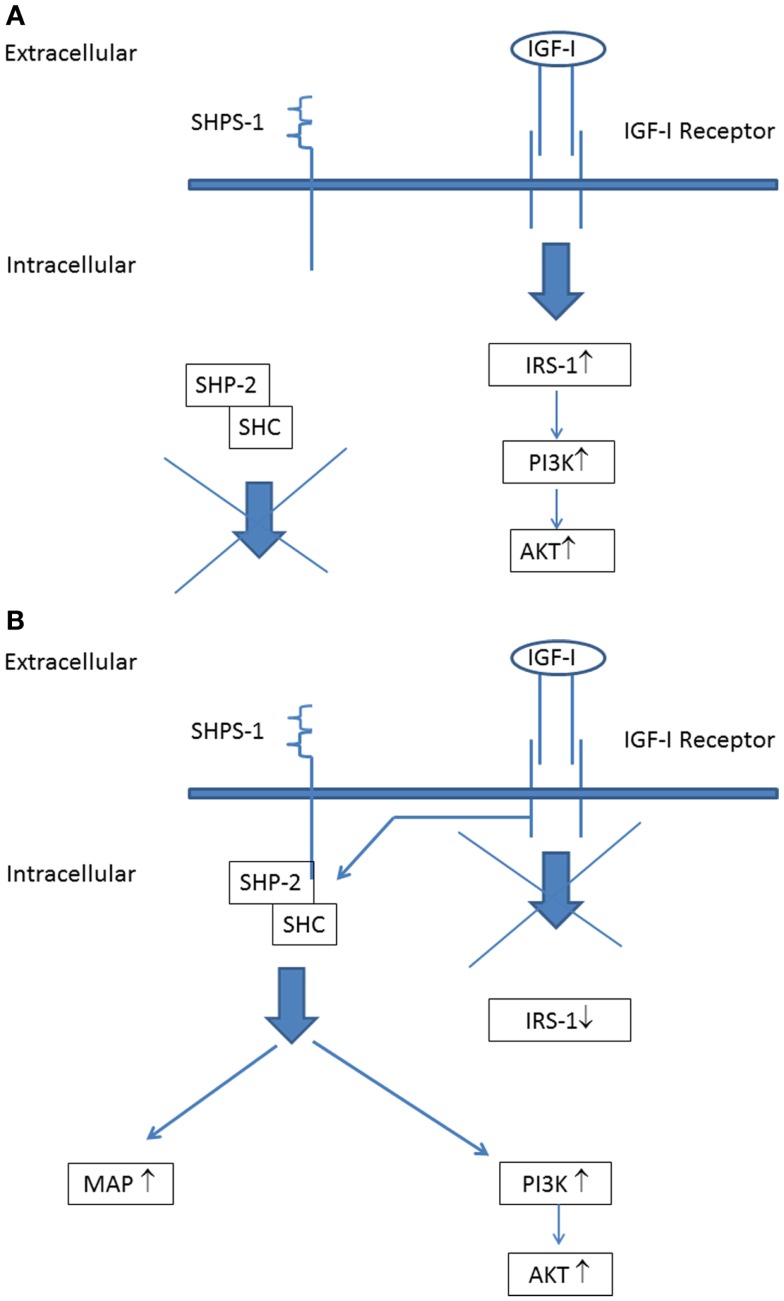 A
Extracellular
IGF-I
SHPS-1
IGF-I Receptor
Intracellular
IRS-1↑
SHP-2
SHC
PI3K↑
AKT↑
B
Extracellular
IGF-I
SHPS-1
IGF-I Receptor
Intracellular
SHP-2
SHC
IRS-1↓
MAP ↑
PI3K ↑
AKT ↑